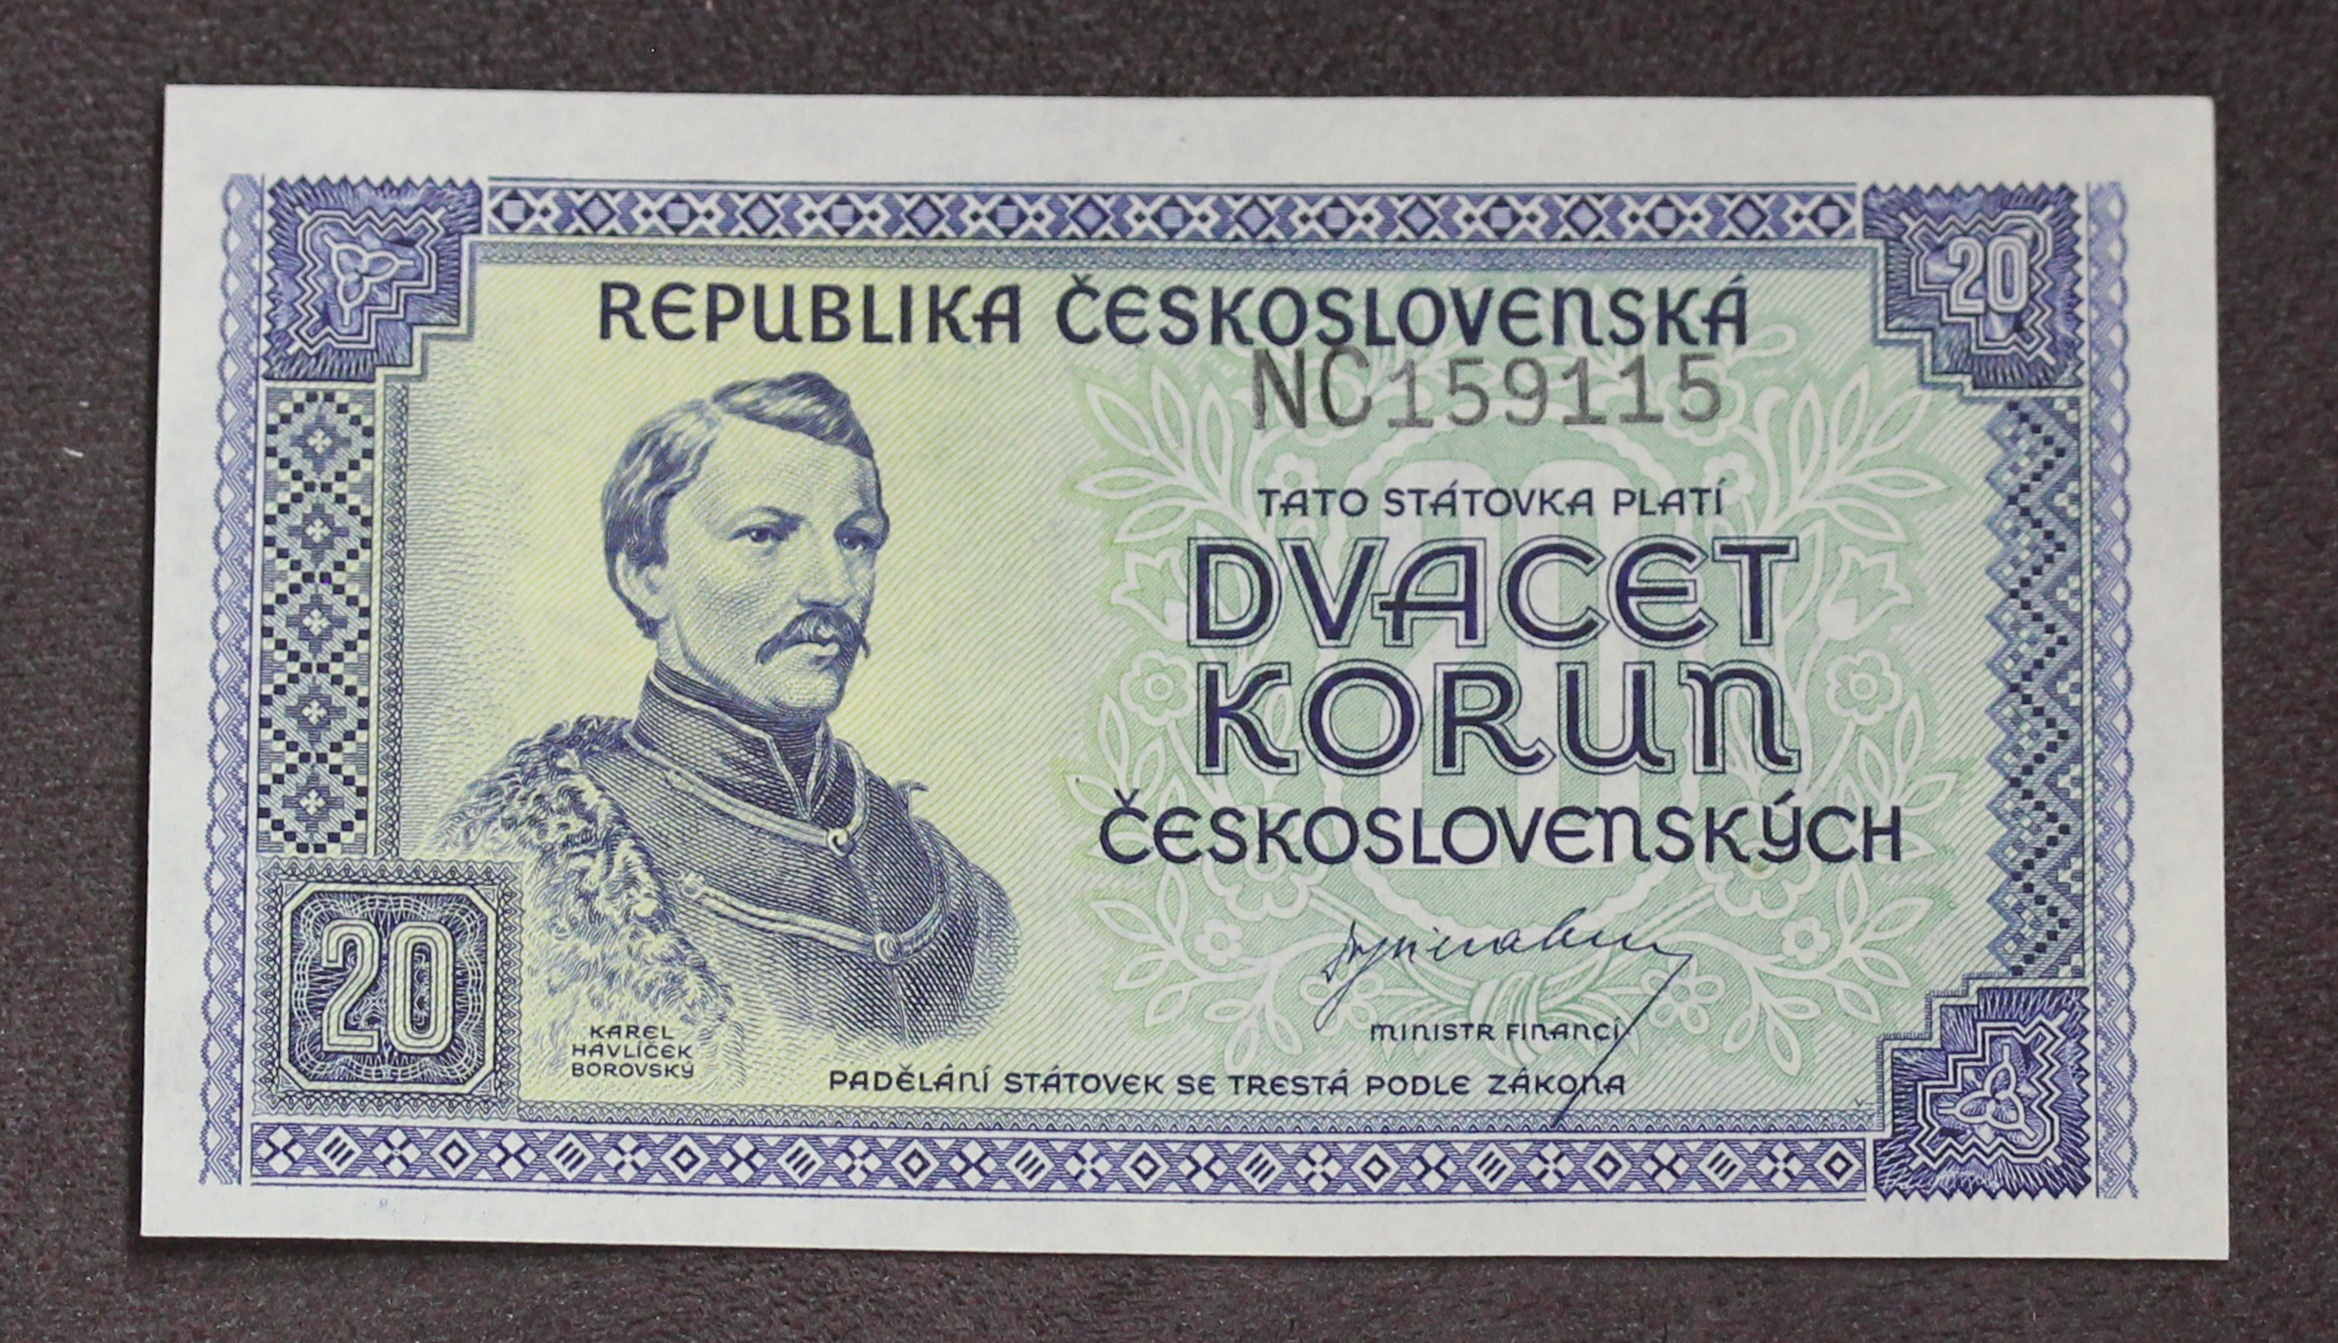 20
REPUBLIKA ČESKOSLOVENSKÁ
NC159115
TATO STÁTOVKA PLATÍ
DVACET
KORUN
ČESKOSLOVENSKÝCH
20
MINISTR FINANCÍ
KAREL
HAVLÍČEK
BOROVSKÝ
PADĚLÁNÍ STÁTOVEK SE TRESTÁ PODLE ZÁKONA
20